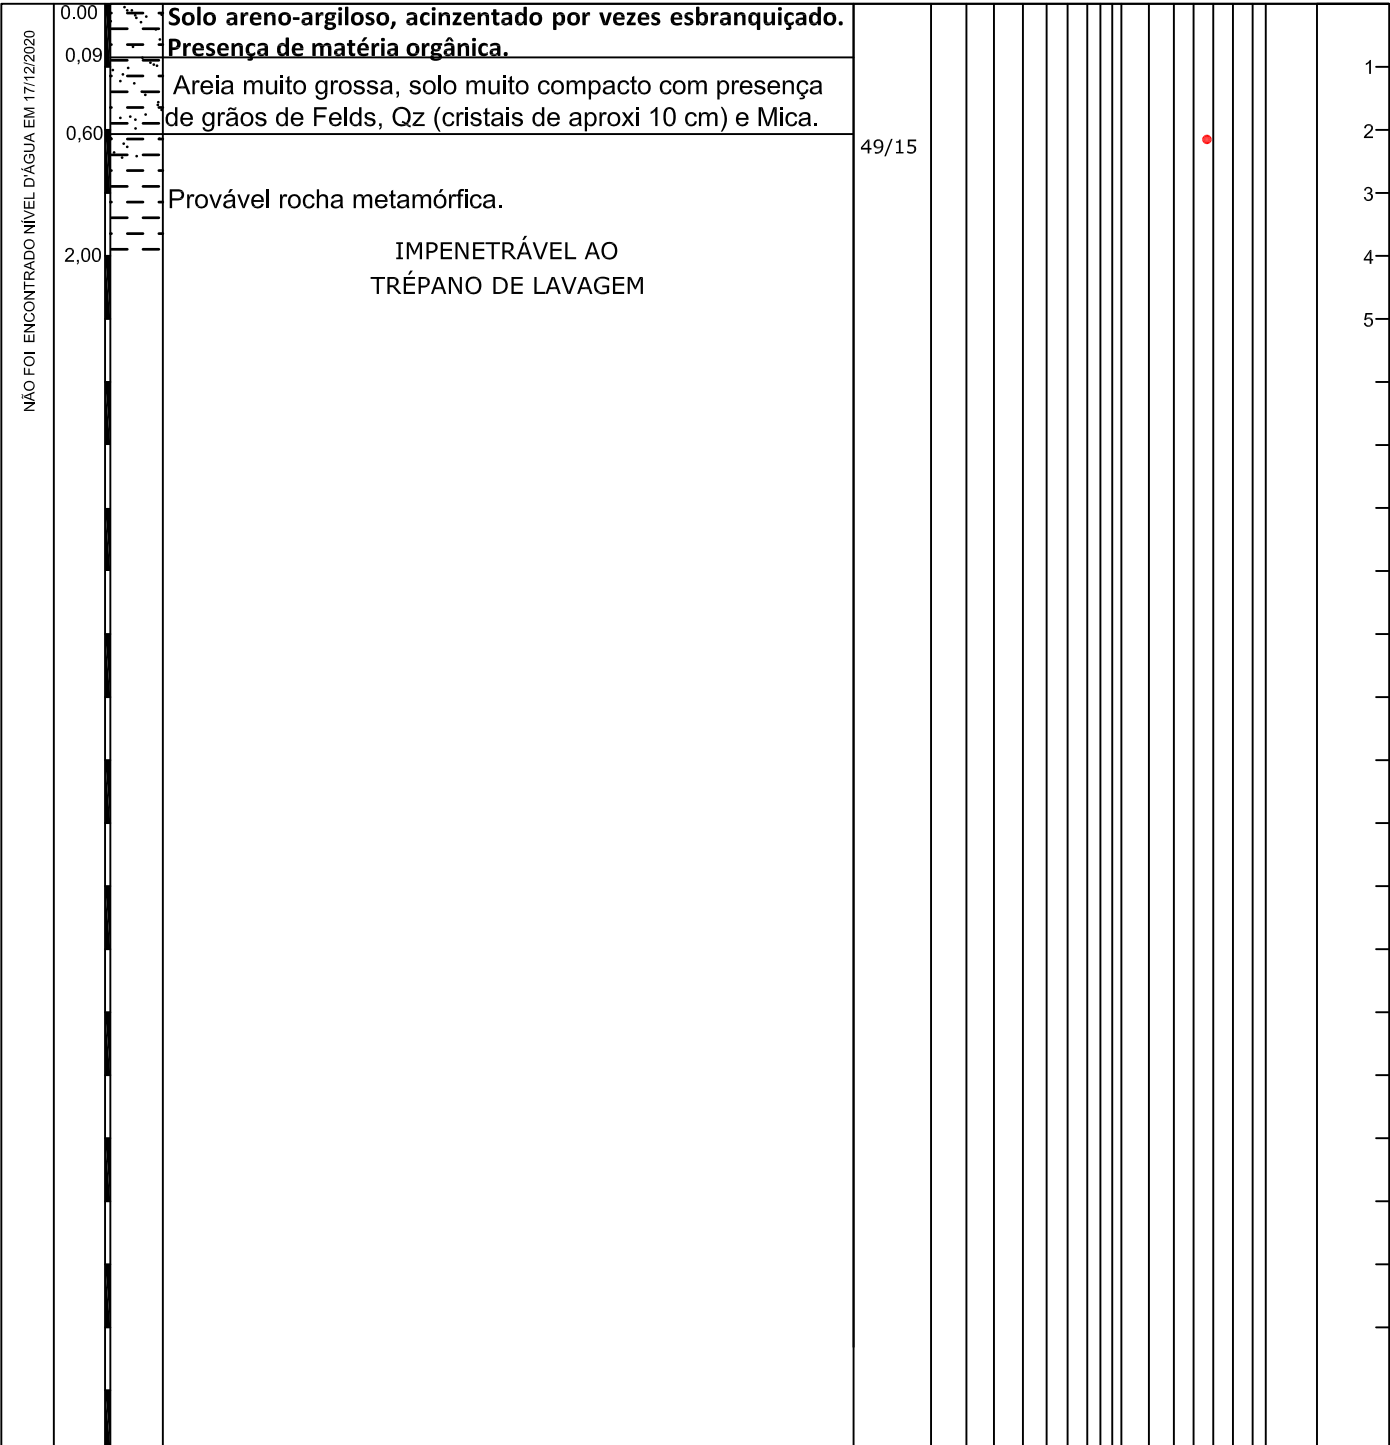 NÃO FOI ENCONTRADO NÍVEL D'ÁGUA EM 17/12/2020
0.00
Solo areno-argiloso, acinzentado por vezes esbranquiçado.
Presença de matéria orgânica.
0,09
Areia muito grossa, solo muito compacto com presença
de grãos de Felds, Qz (cristais de aproxi 10 cm) e Mica.
0,60
49/15
Provável rocha metamórfica.
2,00
IMPENETRÁVEL AO
TRÉPANO DE LAVAGEM
1
2
3
4
5